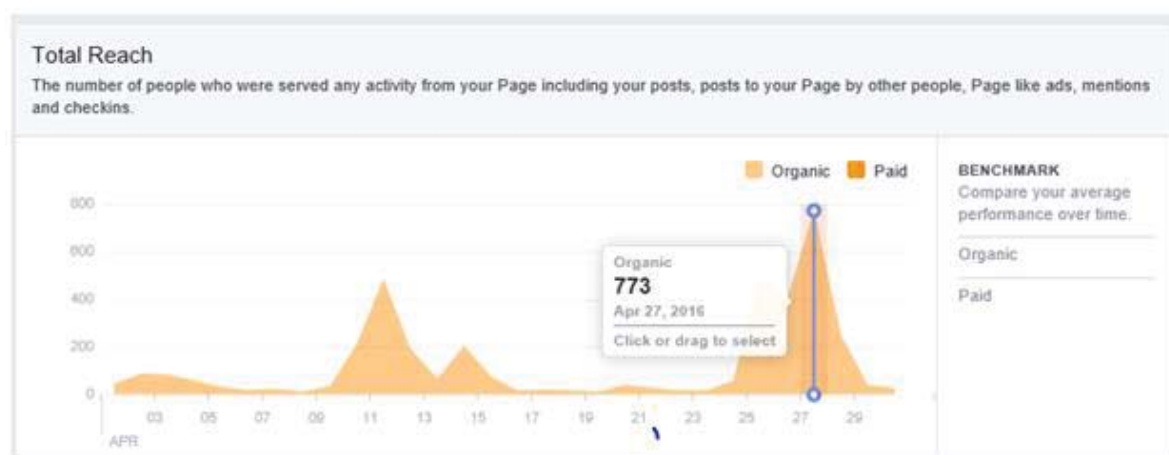 Total Reach
The number of people who were served any activity from your Page including your posts, posts to your Page by other people, Page like ads, mentions
and checkins.
Organic Paid
BENCHMARK
Compare your average
performance over time.
Organic
Paid
800
600
400
200
0
Organic
773
Apr 27, 2016
Click or drag to select
03 05 07 09 11 13 15 17 19 21 23 25 27 29
APR